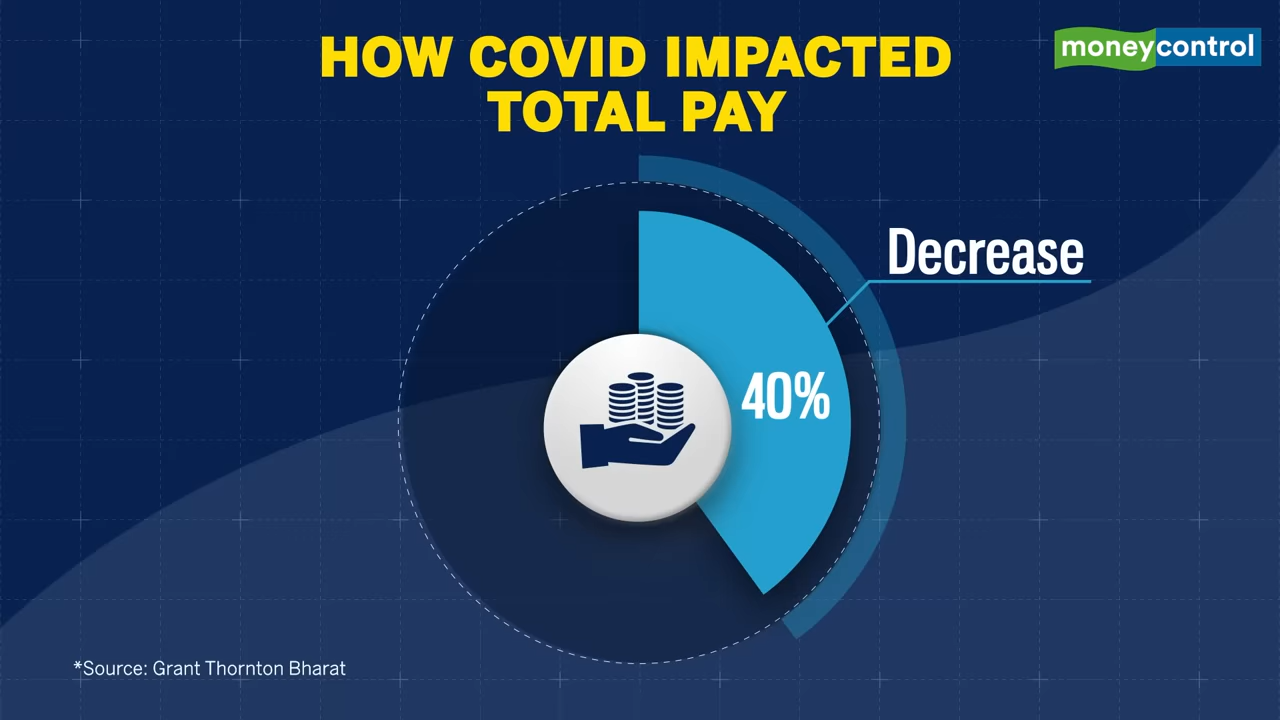 HOW COVID IMPACTED
TOTAL PAY
moneycontrol
Decrease
40%
*Source: Grant Thornton Bharat